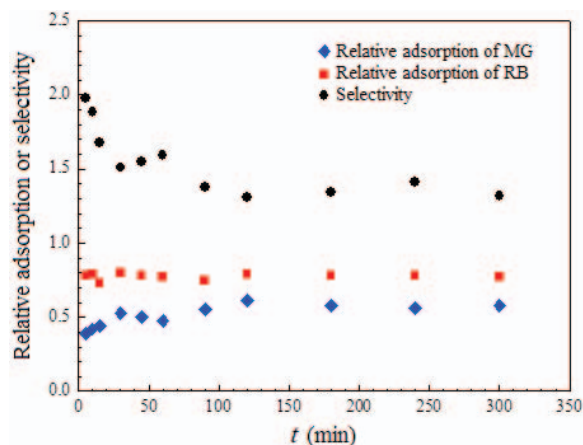 2.5
Relative adsorption of MG
Relative adsorption of RB
Selectivity
2.0
1.5
1.0
0.5
0.0
Relative adsorption or selectivity
0 50 100 150 200 250 300 350
t (min)